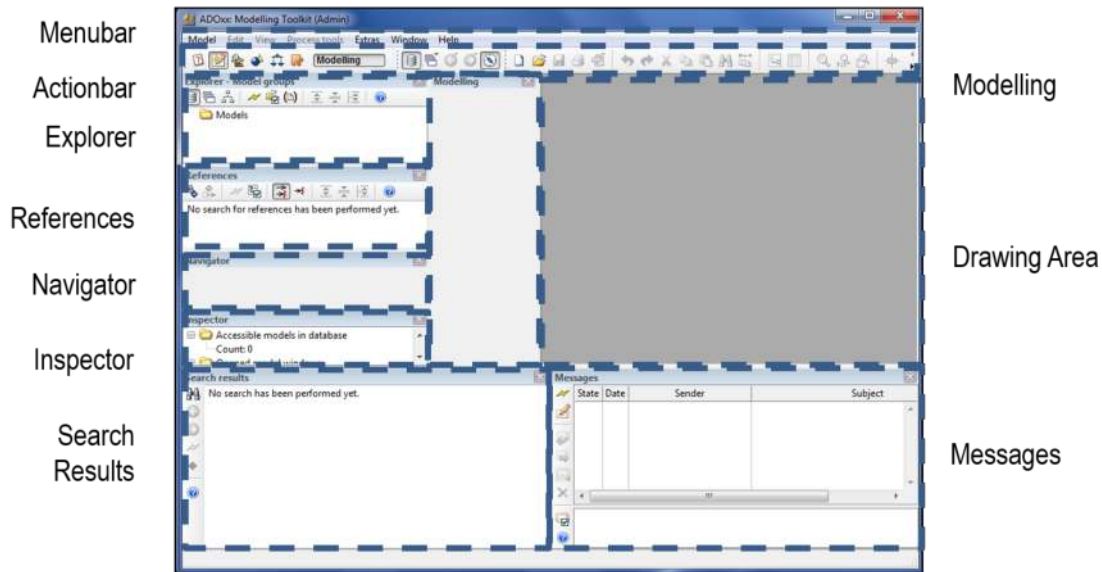 Menubar
Actionbar
Explorer
References
Navigator
Inspector
Search
Results
ADOxx: Modelling Toolkit (Admin)
Model Edit View Process tools Extras Window Help
Modelling
Explorer - Model groups
Modelling
Models
References
No search for references has been performed yet.
Navigator
Inspector
Accessible models in database
Count: 0
Search results
No search has been performed yet.
Messages
State Date Sender Subject
Modelling
Drawing Area
Messages